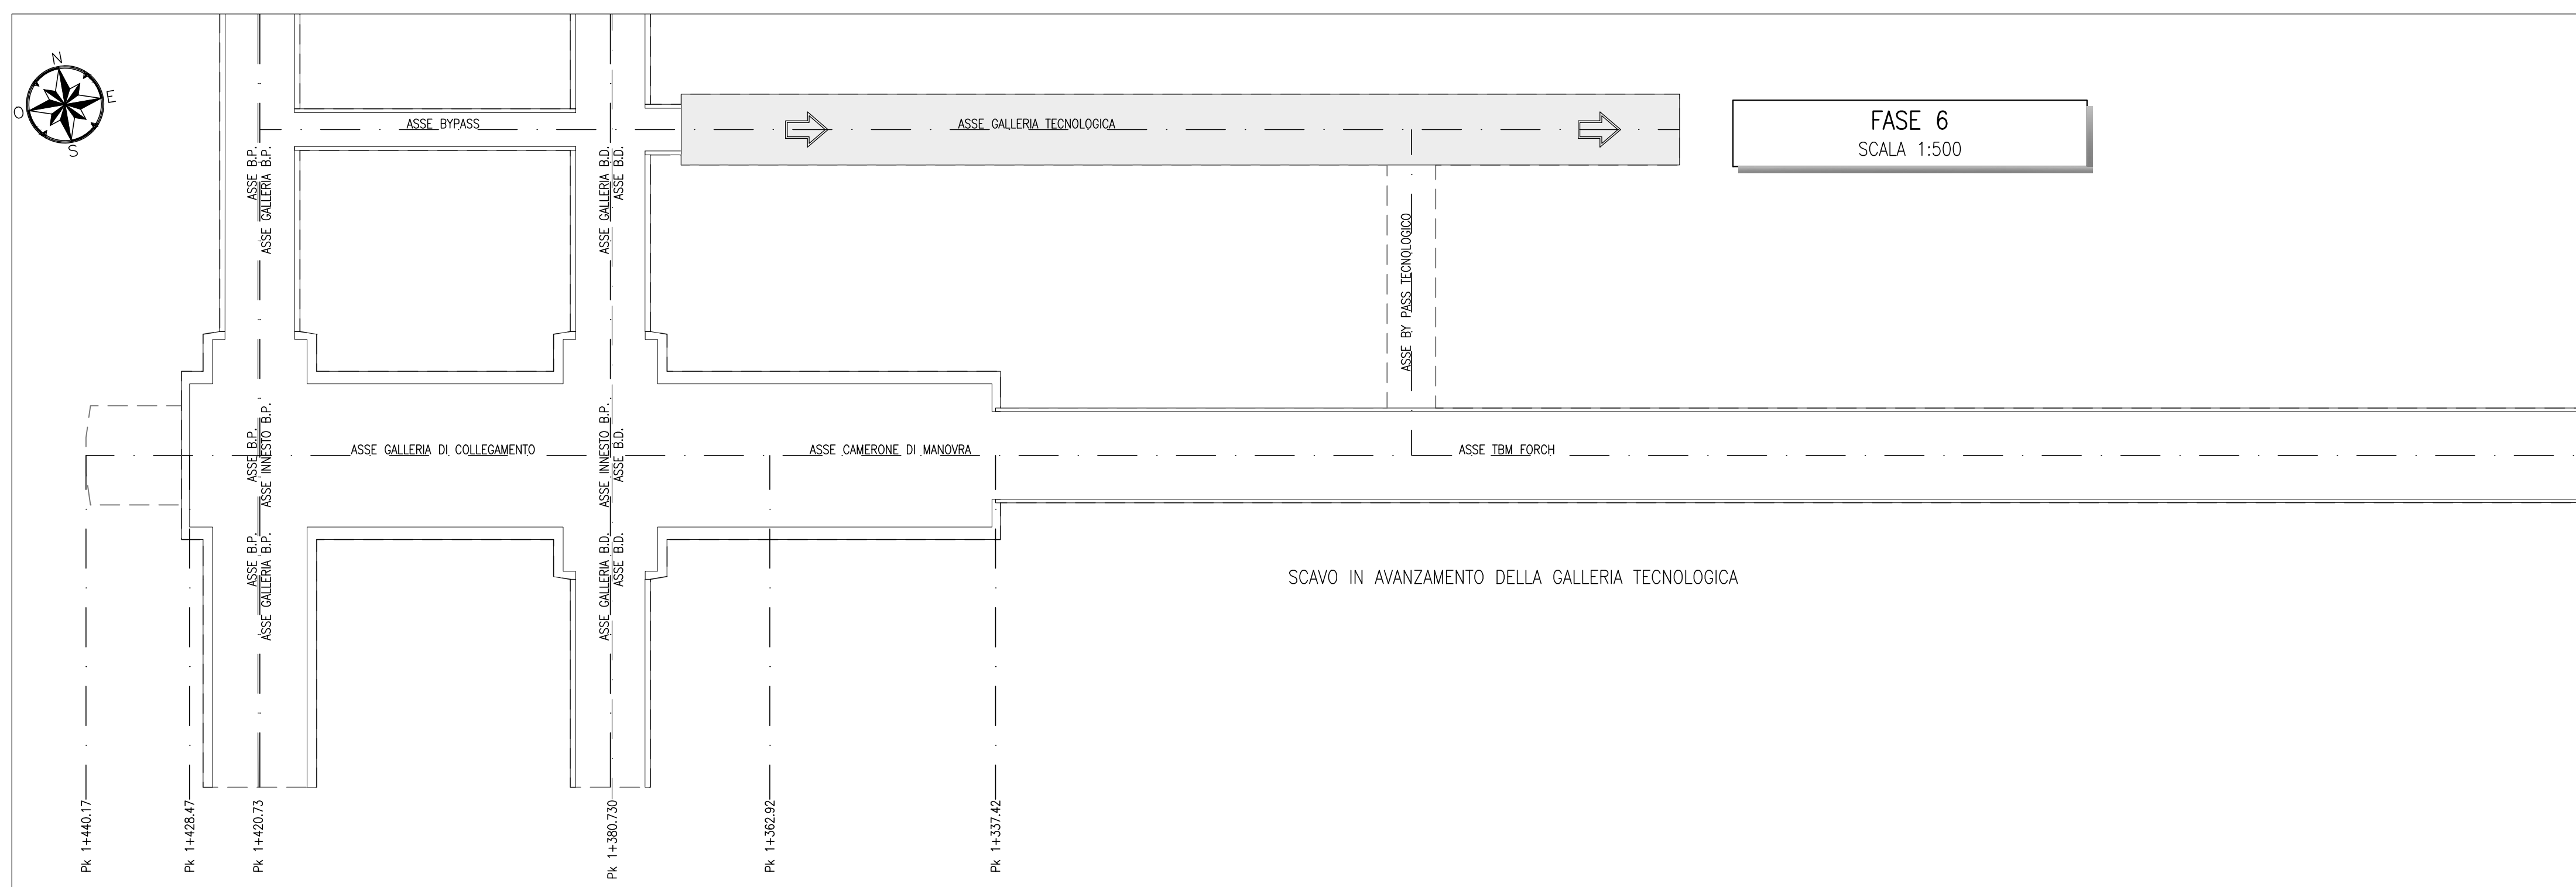 N
O
E
S
ASSE BYPASS
ASSE GALLERIA TECNOLOGICA
FASE 6
SCALA 1:500
ASSE B.P.
ASSE GALLERIA B.P.
ASSE GALLERIA B.D.
ASSE B.D.
ASSE BY PASS TECNOLOGICO
ASSE B.P.
ASSE INNESTO B.P.
ASSE GALLERIA DI COLLEGAMENTO
ASSE INNESTO B.P.
ASSE B.D.
ASSE CAMERONE DI MANOVRA
ASSE TBM FORCH
ASSE B.P.
ASSE GALLERIA B.P.
ASSE GALLERIA B.D.
ASSE B.D.
SCAVO IN AVANZAMENTO DELLA GALLERIA TECNOLOGICA
Pk 1+440.17
Pk 1+428.47
Pk 1+420.73
Pk 1+380.730
Pk 1+362.92
Pk 1+337.42